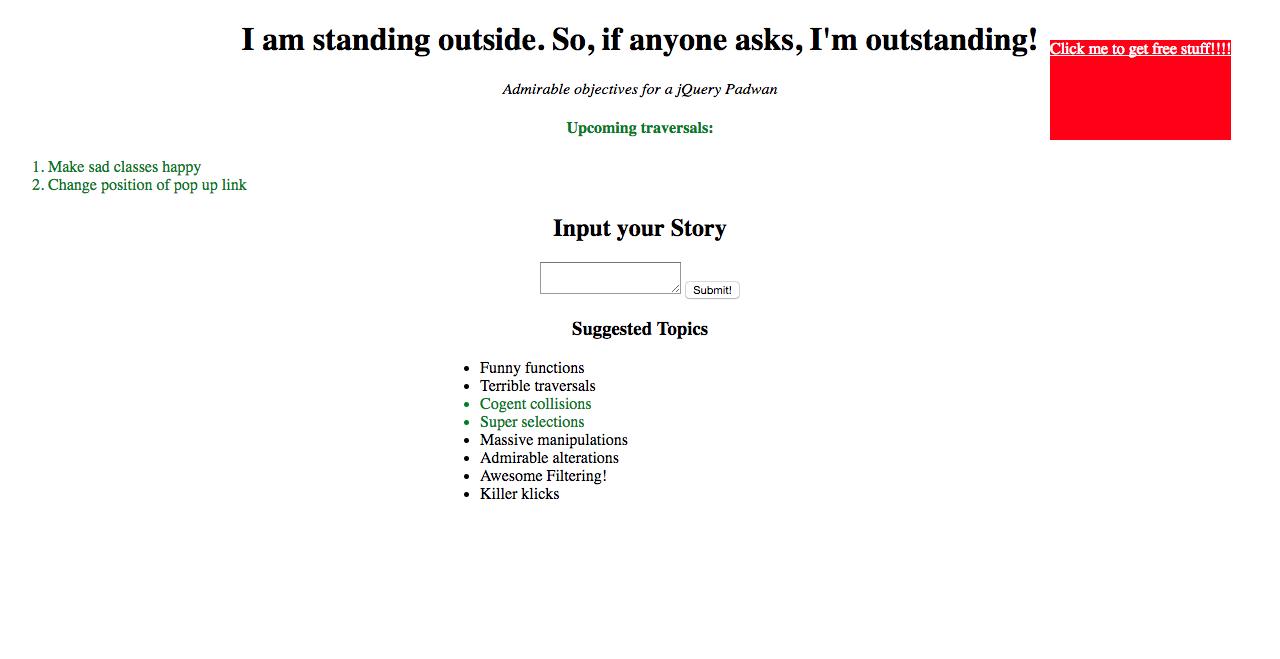 I am standing outside. So, if anyone asks, I'm outstanding!
Click me to get free stuff!!!!
Admirable objectives for a jQuery Padwan
Upcoming traversals:
1. Make sad classes happy
2. Change position of pop up link
Input your Story
Submit!
Suggested Topics
• Funny functions
• Terrible traversals
• Cogent collisions
• Super selections
• Massive manipulations
• Admirable alterations
• Awesome Filtering!
• Killer klicks